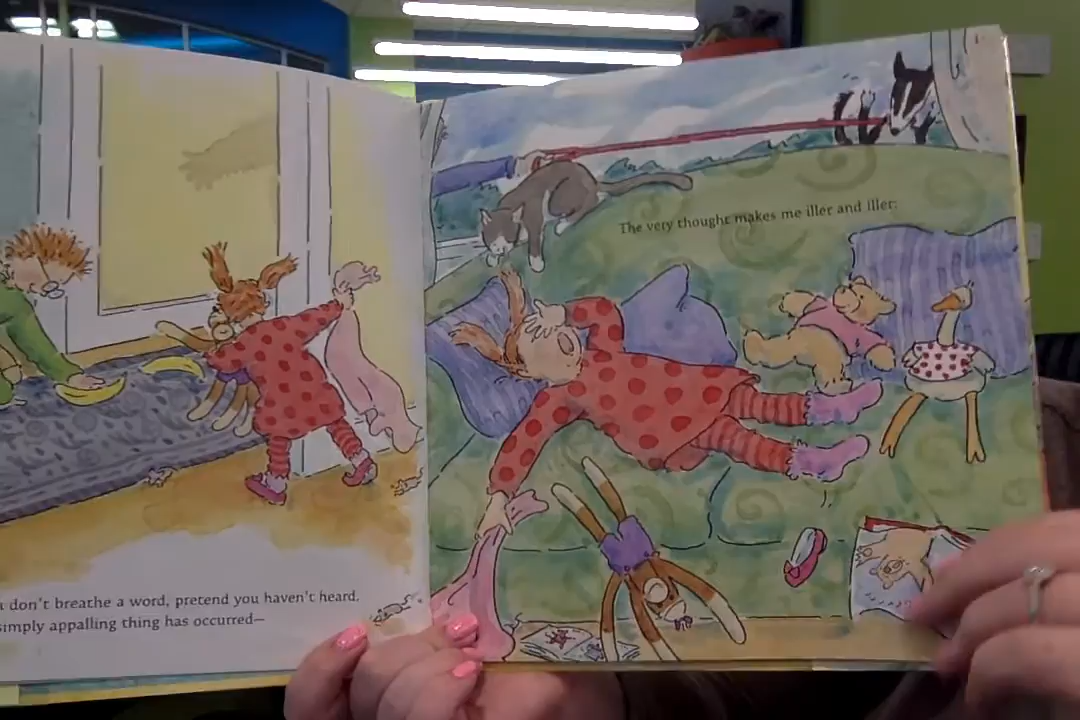 don't breathe a word, pretend you haven't heard.
simply appalling thing has occurred—
The very thought makes me iller and iller: